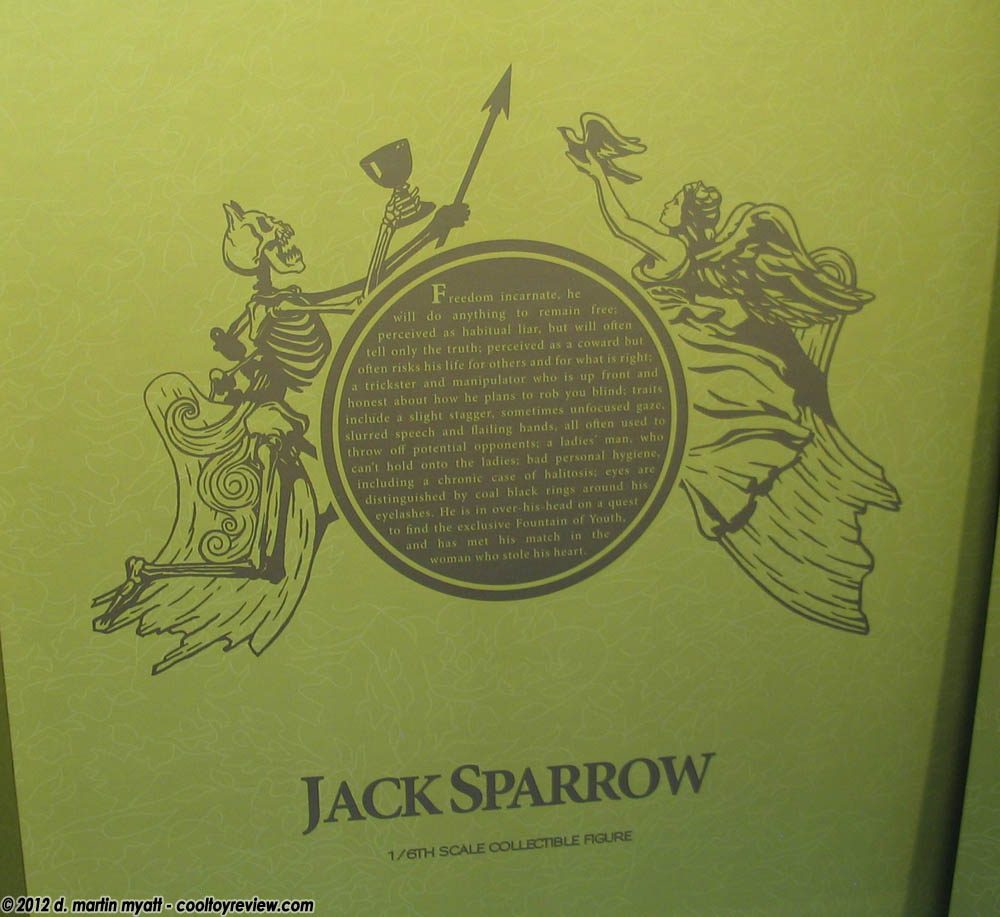 Freedom incarnate, he
will do anything to remain free;
perceived as habitual liar, but will often
tell only the truth; perceived as a coward but
often risks his life for others and for what is right;
a trickster and manipulator who is up front and
honest about how he plans to rob you blind; traits
include a slight stagger, sometimes unfocused gaze,
slurred speech and flailing hands, all often used to
throw off potential opponents; a ladies' man, who
can't hold onto the ladies; bad personal hygiene,
including a chronic case of halitosis; eyes are
distinguished by coal black rings around his
eyelashes. He is in over-his-head on a quest
to find the exclusive Fountain of Youth,
and has met his match in the
woman who stole his heart.
JACK SPARROW
1/6TH SCALE COLLECTIBLE FIGURE
© 2012 d. martin myatt - cooltoyreview.com